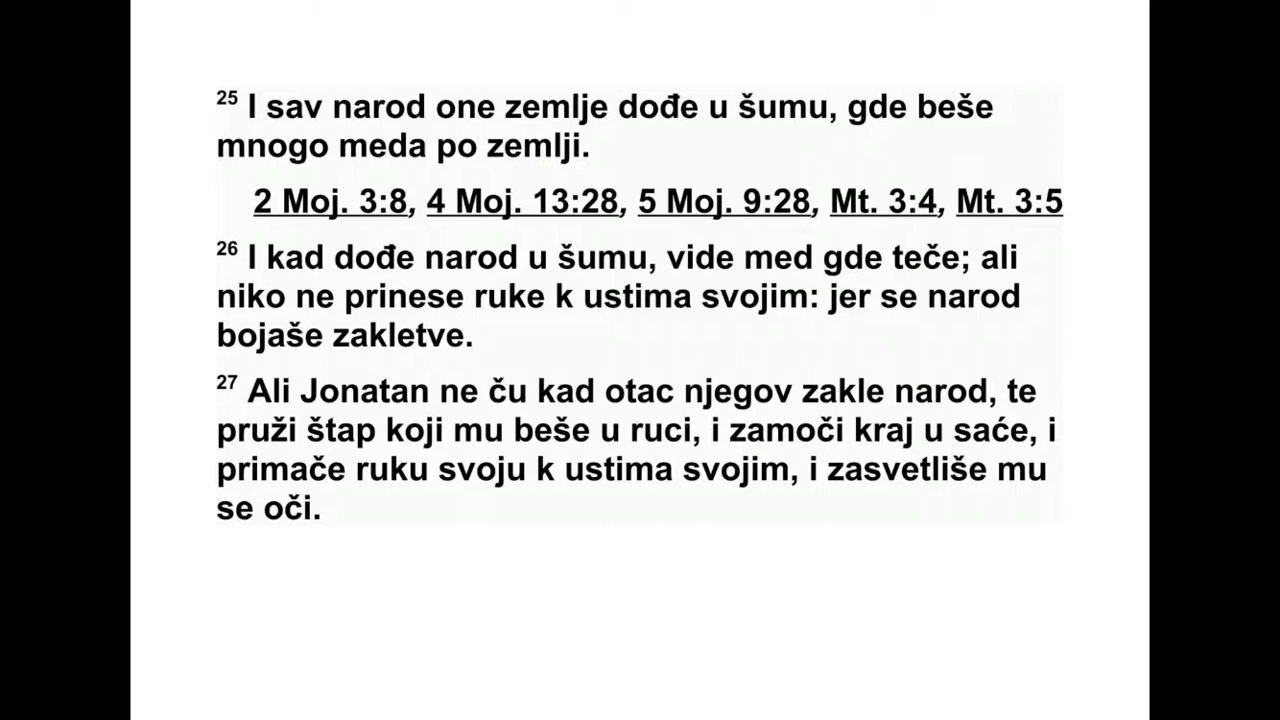 25 I sav narod one zemlje dođe u šumu, gde beše
mnogo meda po zemlji.
2 Moj. 3:8, 4 Moj. 13:28, 5 Moj. 9:28, Mt. 3:4, Mt. 3:5
26 I kad dođe narod u šumu, vide med gde teče; ali
niko ne prinese ruke k ustima svojim: jer se narod
bojaše zakletve.
27 Ali Jonatan ne ču kad otac njegov zakle narod, te
pruži štap koji mu beše u ruci, i zamoči kraj u saće, i
primače ruku svoju k ustima svojim, i zasvetliše mu
se oči.